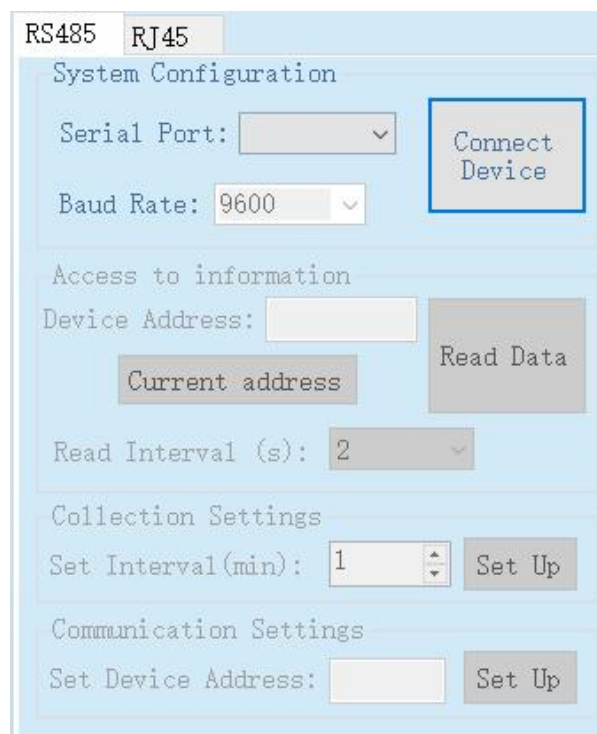 RS485 RJ45
System Configuration
Serial Port:
Connect
Device
Baud Rate: 9600
Access to information
Device Address:
Read Data
Current address
Read Interval (s): 2
Collection Settings
Set Interval(min): 1 Set Up
Communication Settings
Set Device Address: Set Up